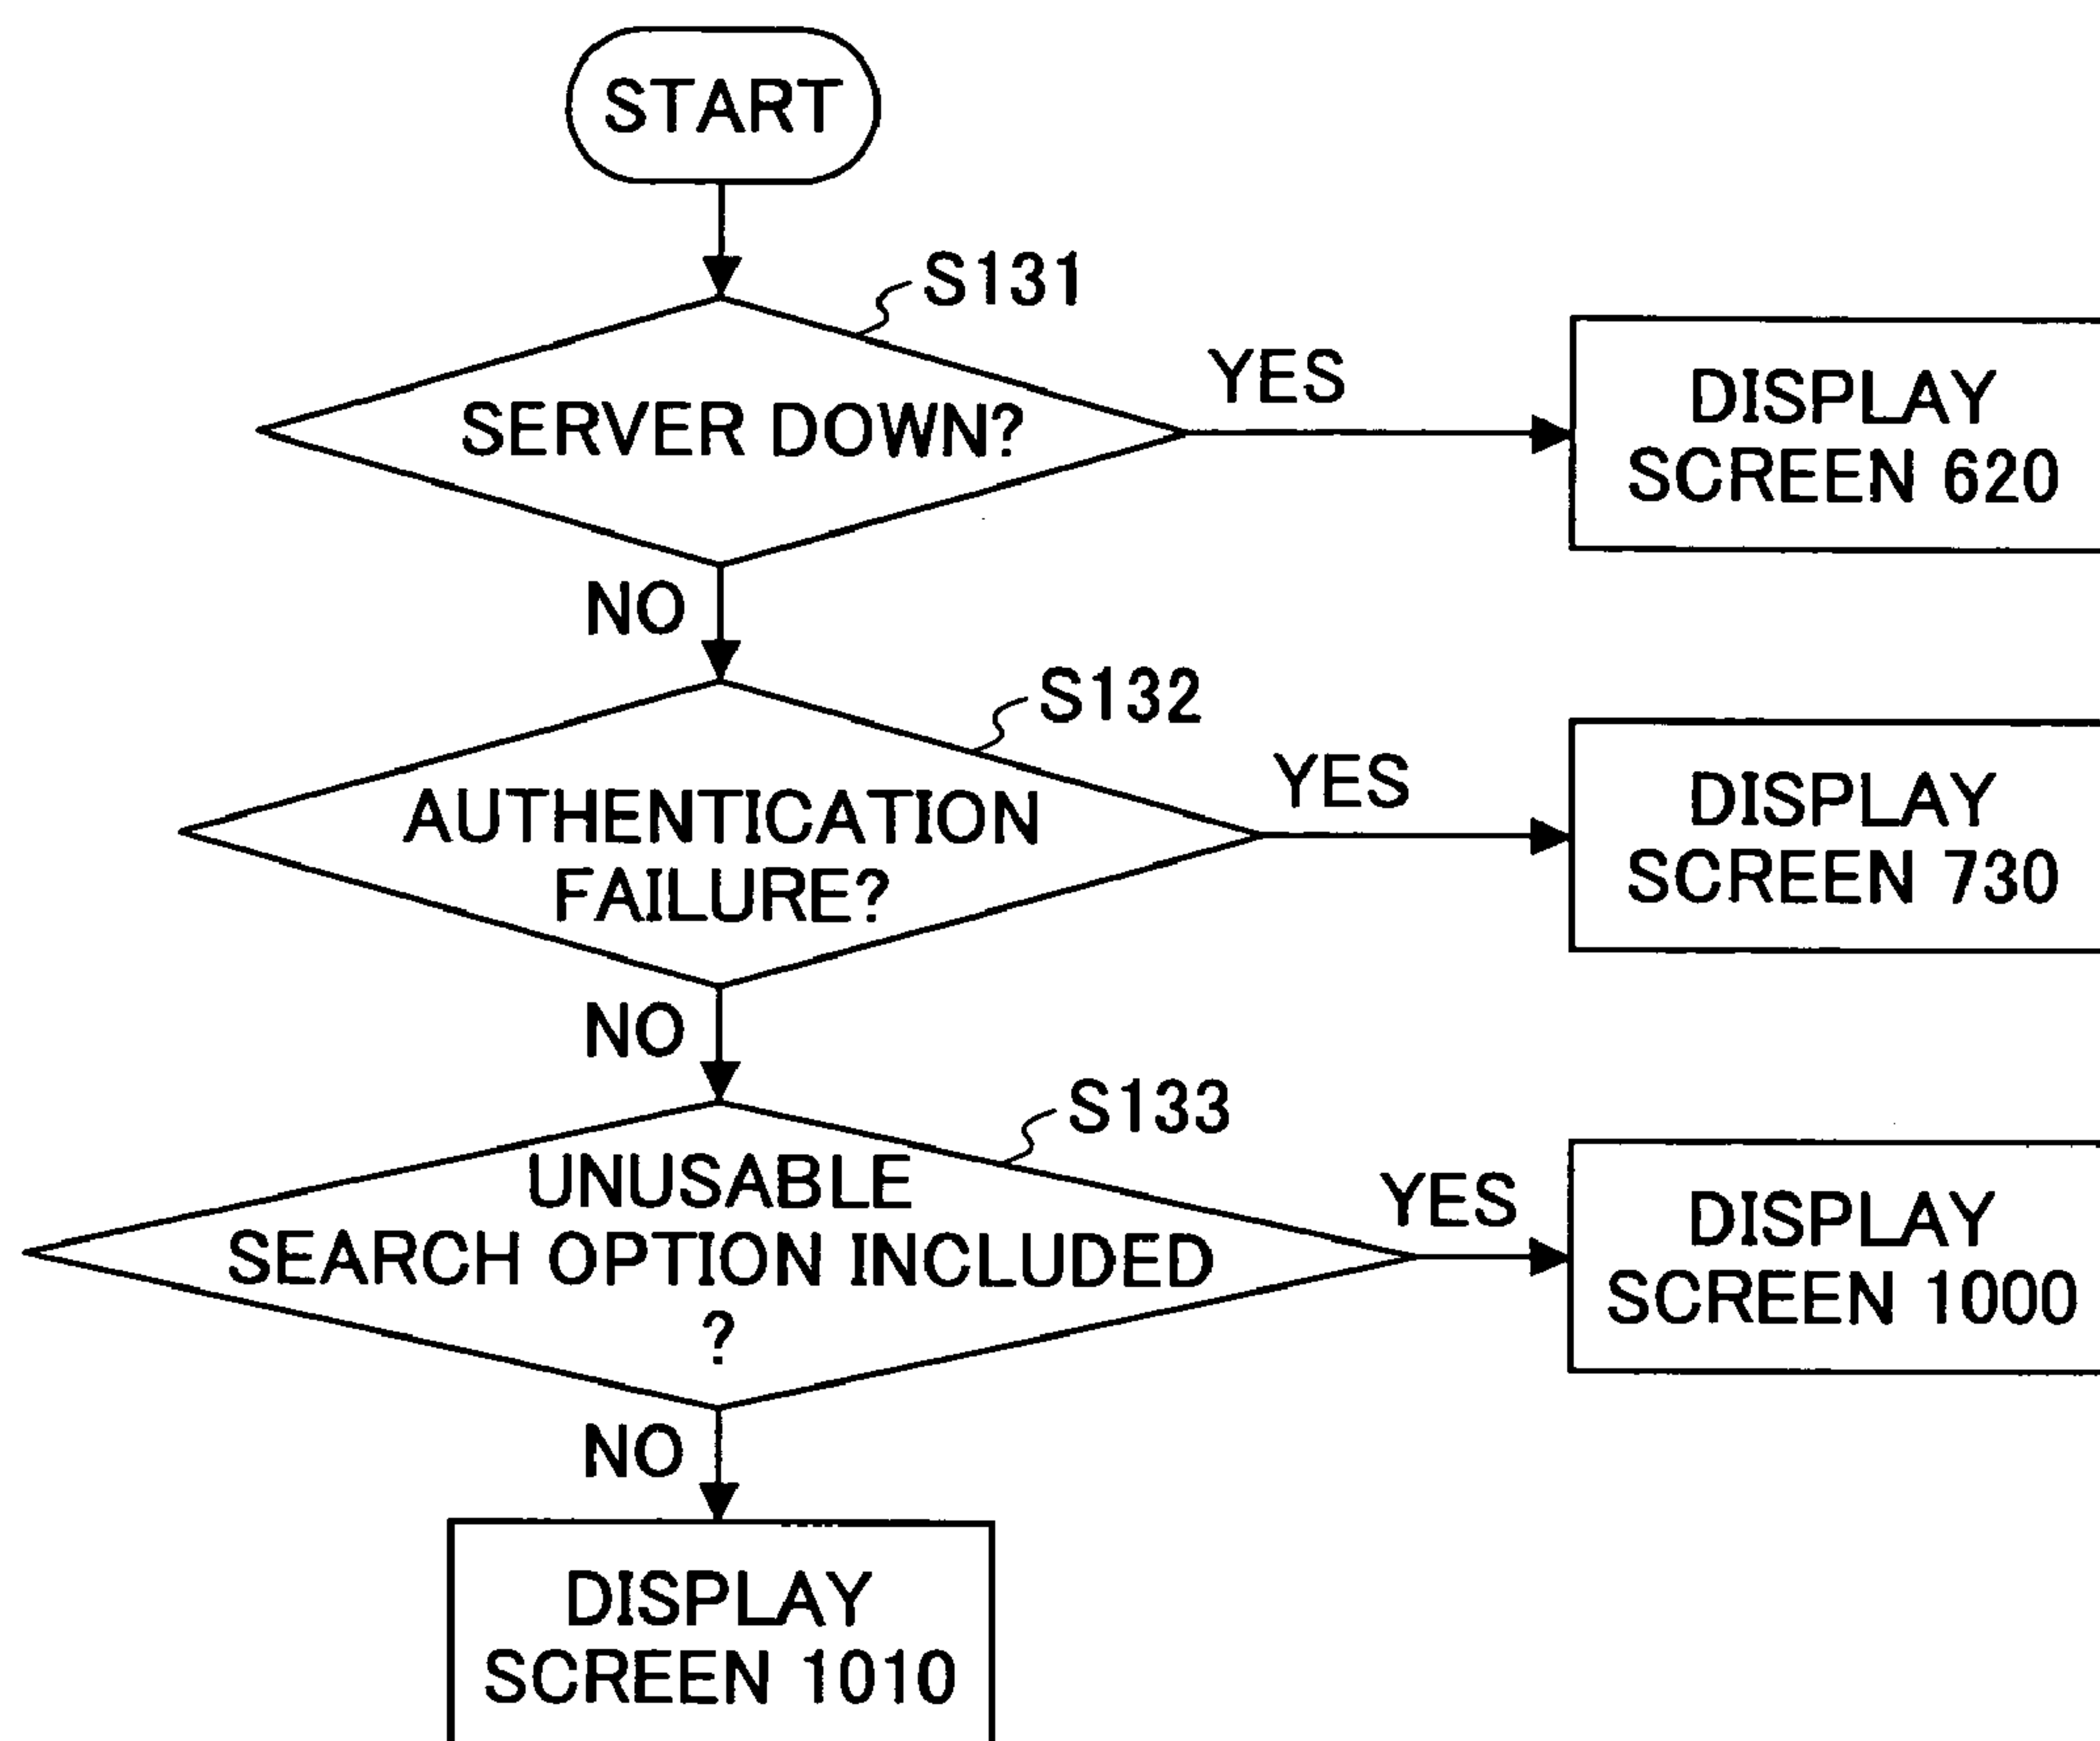 START
S131
SERVER DOWN?
YES
DISPLAY
SCREEN 620
NO
S132
AUTHENTICATION
FAILURE?
YES
DISPLAY
SCREEN 730
NO
S133
UNUSABLE
SEARCH OPTION INCLUDED
?
YES
DISPLAY
SCREEN 1000
NO
DISPLAY
SCREEN 1010